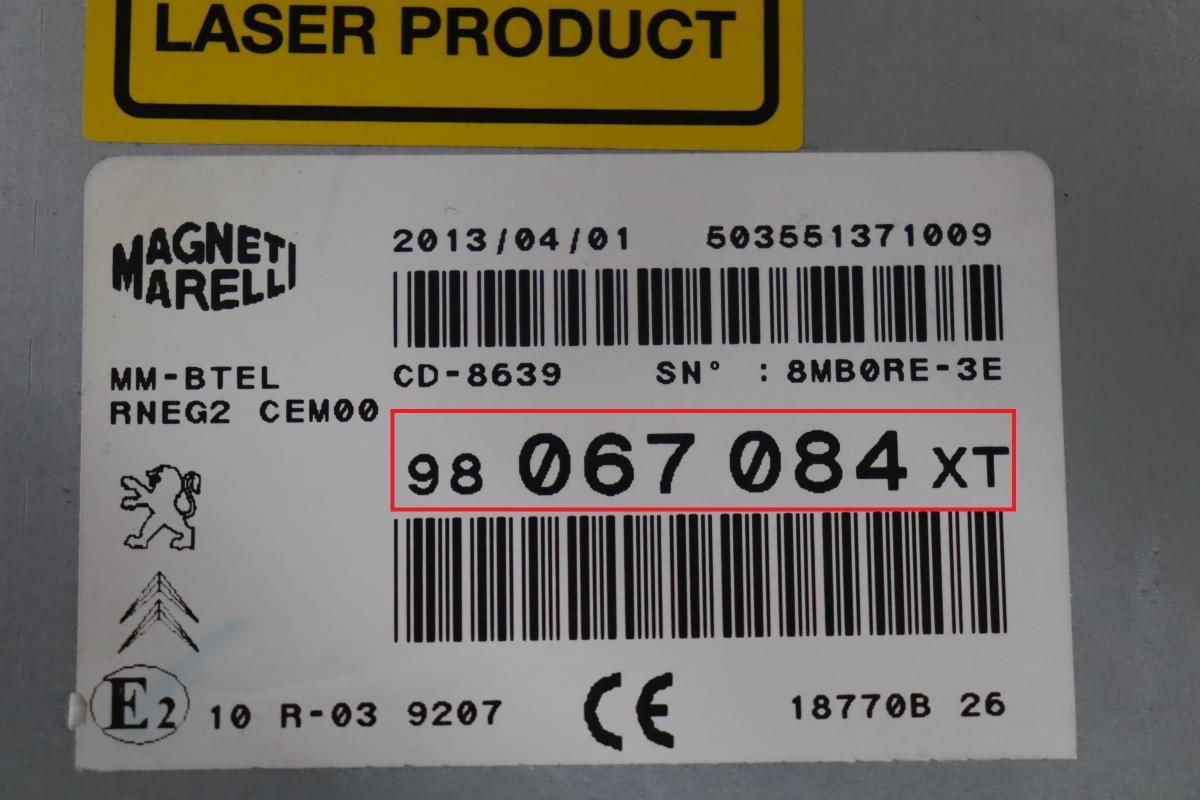 LASER PRODUCT
MAGNETI
MARELLI
2013/04/01 503551371009
CD-8639 SN° : 8MB0RE-3E
MM-BTEL
RNEG2 CEM00
98 067 084 XT
E2 10 R-03 9207 CE 18770B 26